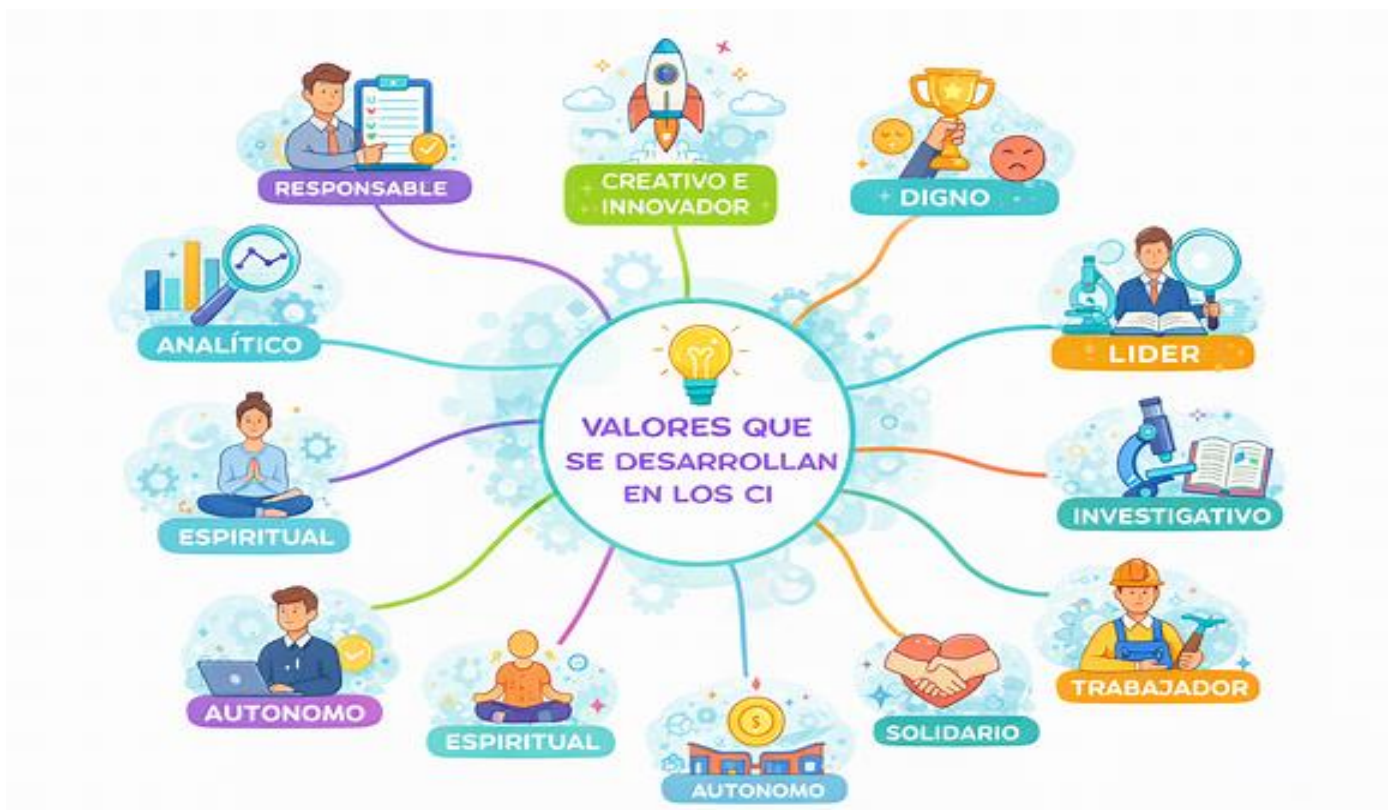 RESPONSABLE
CREATIVO E
INNOVADOR
DIGNO
ANALÍTICO
LIDER
VALORES QUE
SE DESARROLLAN
EN LOS CI
ESPIRITUAL
INVESTIGATIVO
AUTONOMO
ESPIRITUAL
AUTONOMO
SOLIDARIO
TRABAJADOR